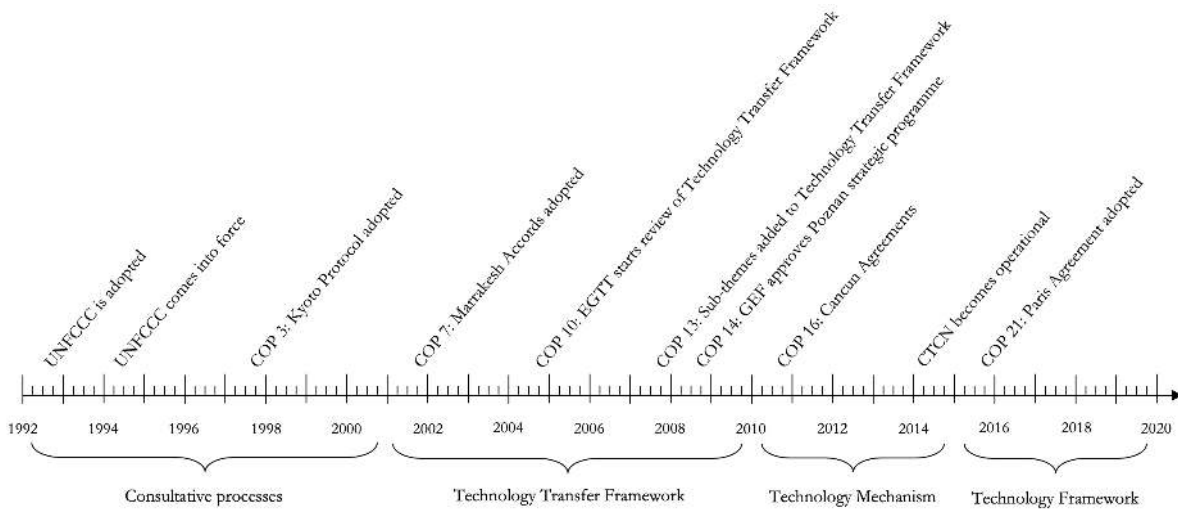 UNFCCC is adopted
UNFCCC comes into force
COP 3: Kyoto Protocol adopted
COP 7: Marrakesh Accords adopted
COP 10: EGTT starts review of Technology Transfer Framework
COP 13: Sub-themes added to Technology Transfer Framework
COP 14: GEF approves Poznan strategic programme
COP 16: Cancun Agreements
CTCN becomes operational
COP 21: Paris Agreement adopted
1992 1994 1996 1998 2000 2002 2004 2006 2008 2010 2012 2014 2016 2018 2020
Consultative processes Technology Transfer Framework Technology Mechanism Technology Framework